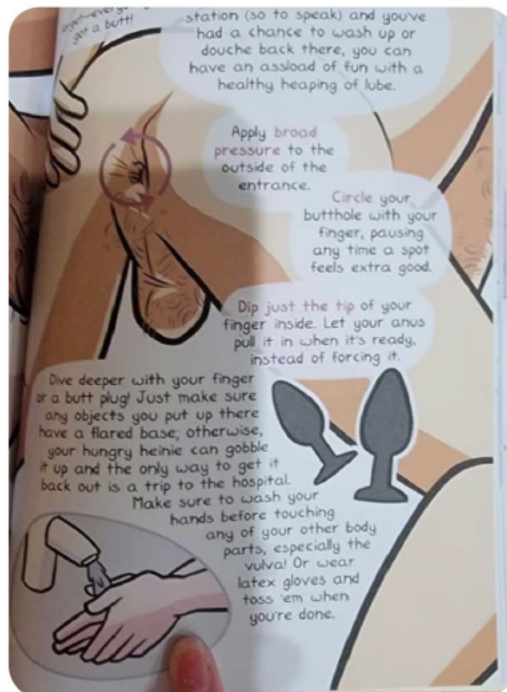 got a butt!
station (so to speak) and you've
had a chance to wash up or
douche back there, you can
have an assload of fun with a
healthy heaping of lube.
Apply broad
pressure to the
outside of the
entrance.
Circle your
butthole with your
finger, pausing
any time a spot
feels extra good.
Dip just the tip of your
finger inside. Let your anus
pull it in when it's ready,
instead of forcing it.
Dive deeper with your finger
or a butt plug! Just make sure
any objects you put up there
have a flared base; otherwise,
your hungry heinie can gobble
it up and the only way to get it
back out is a trip to the hospital.
Make sure to wash your
hands before touching
any of your other body
parts, especially the
vulva! Or wear
latex gloves and
toss 'em when
you're done.